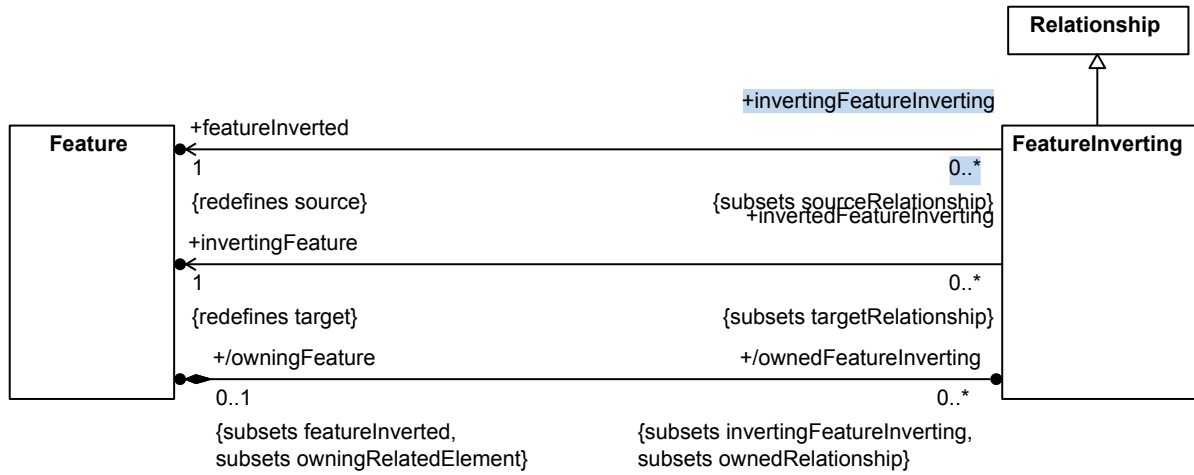 Relationship
+invertingFeatureInverting
+featureInverted
Feature
FeatureInverting
1
0..*
{redefines source}
{subsets sourceRelationship}
+invertedFeatureInverting
+invertingFeature
1
0..*
{redefines target}
{subsets targetRelationship}
+/owningFeature
+/ownedFeatureInverting
0..1
0..*
{subsets featureInverted,
subsets owningRelatedElement}
{subsets invertingFeatureInverting,
subsets ownedRelationship}